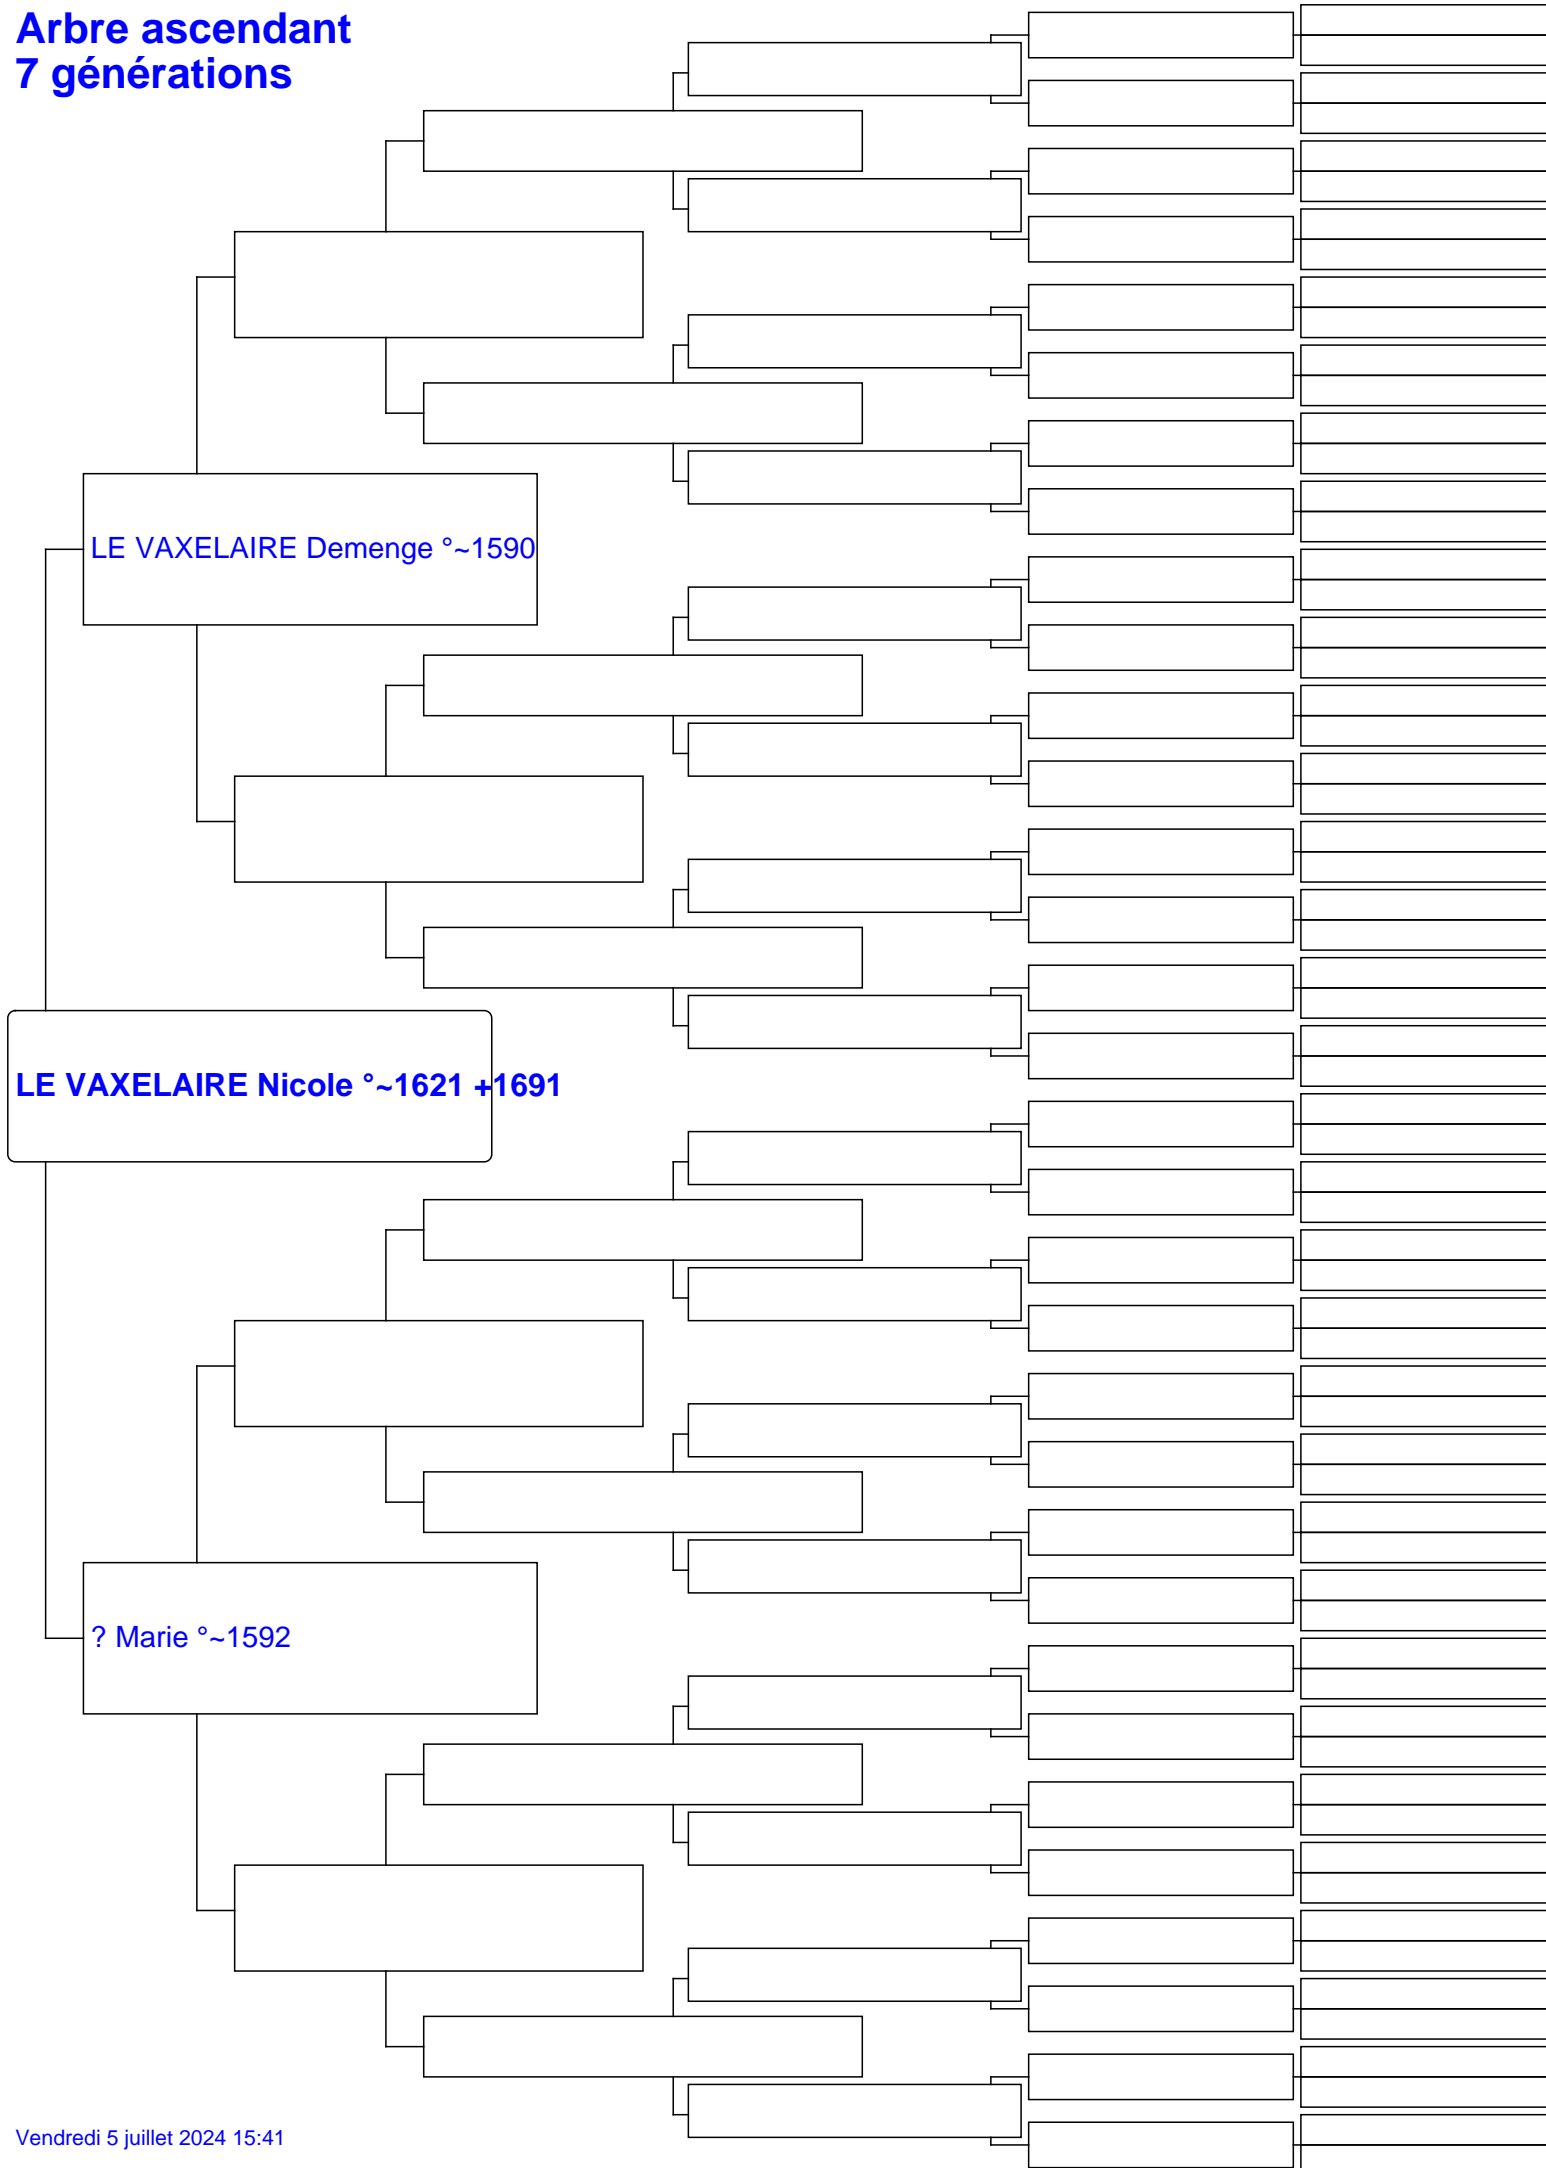 Arbre ascendant
7 générations
LE VAXELAIRE Demenge °~1590
LE VAXELAIRE Nicole °~1621 +1691
? Marie °~1592
Vendredi 5 juillet 2024 15:41